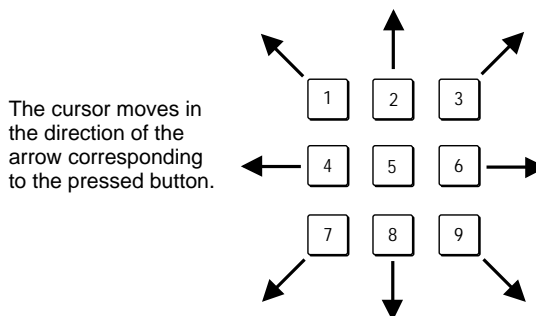 1 2 3
The cursor moves in
the direction of the
arrow corresponding
to the pressed button.
4 5 6
7 8 9